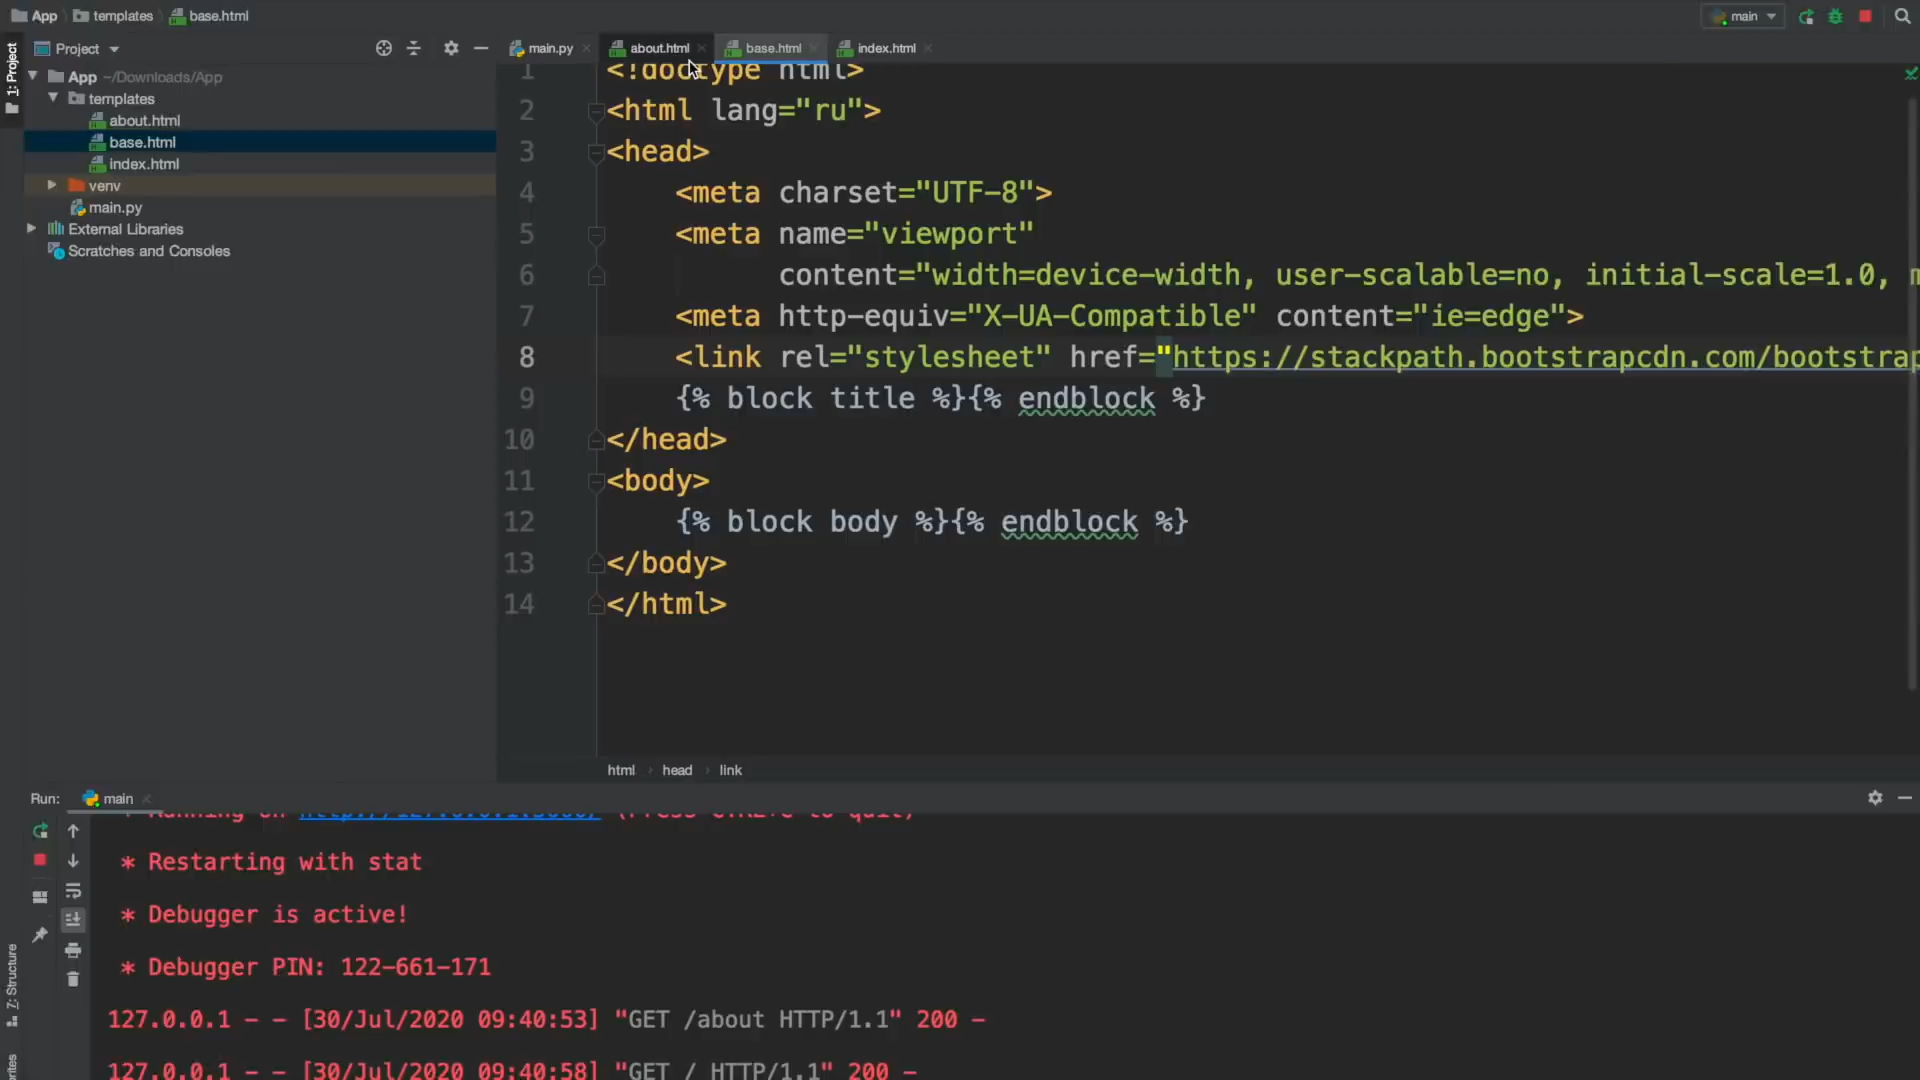 App templates base.html main
Project main.py about.html base.html index.html
1: Project
App ~/Downloads/App
templates
about.html
base.html
index.html
venv
main.py
External Libraries
Scratches and Consoles
1 <!doctype html>
2 <html lang="ru">
3 <head>
4 <meta charset="UTF-8">
5 <meta name="viewport"
6 content="width=device-width, user-scalable=no, initial-scale=1.0,
7 <meta http-equiv="X-UA-Compatible" content="ie=edge">
8 <link rel="stylesheet" href="https://stackpath.bootstrapcdn.com/bootstrap
9 {% block title %}{% endblock %}
10 </head>
11 <body>
12 {% block body %}{% endblock %}
13 </body>
14 </html>
html head link
Run: main
* Restarting with stat
* Debugger is active!
* Debugger PIN: 122-661-171
127.0.0.1 - - [30/Jul/2020 09:40:53] "GET /about HTTP/1.1" 200 -
127.0.0.1 - - [30/Jul/2020 09:40:58] "GET / HTTP/1.1" 200 -
7: Structure